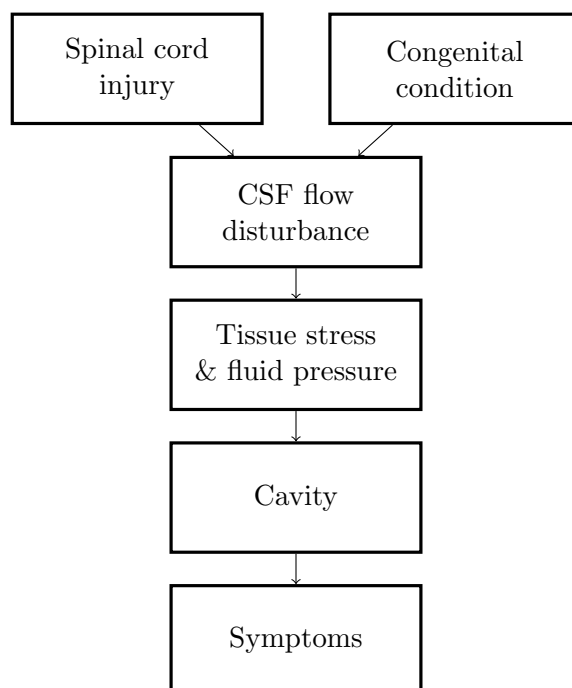 Spinal cord
injury
Congenital
condition
CSF flow
disturbance
Tissue stress
& fluid pressure
Cavity
Symptoms